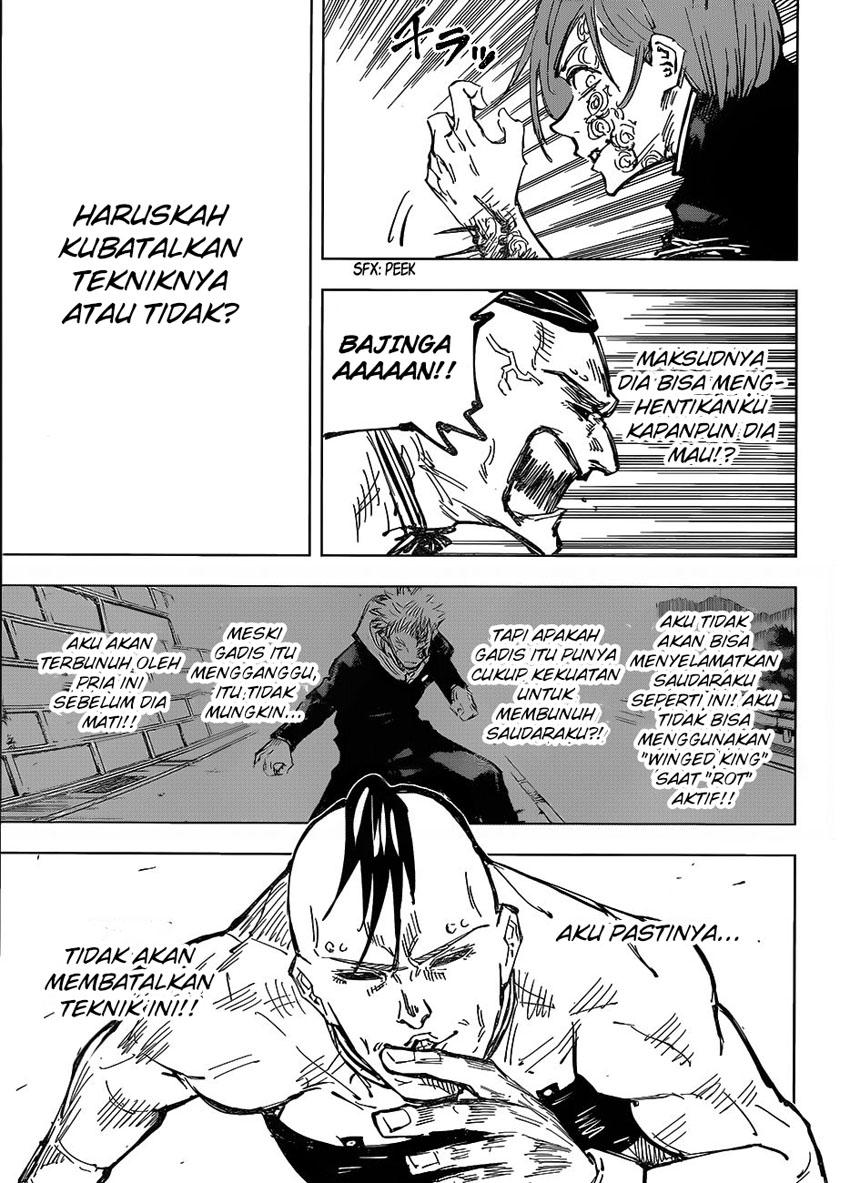 チラッ
SFX: PEEK
MAKSUDNYA
DIA BISA MENG-
HENTIKANKU
KAPANPUN DIA
MAU!?
BAJINGA
AAAAAN!!
HARUSKAH
KUBATALKAN
TEKNIKNYA
ATAU TIDAK?
AKU TIDAK
AKAN BISA
MENYELAMATKAN
SAUDARAKU
SEPERTI INI! AKU
TIDAK BISA
MENGGUNAKAN
"WINGED KING"
SAAT "ROT"
AKTIF!!
TAPI APAKAH
GADIS ITU PUNYA
CUKUP KEKUATAN
UNTUK
MEMBUNUH
SAUDARAKU?!
MESKI
GADIS ITU
MENGGANGGU,
ITU TIDAK
MUNGKIN...
AKU AKAN
TERBUNUH OLEH
PRIA INI
SEBELUM DIA
MATI!!
AKU PASTINYA...
TIDAK AKAN
MEMBATALKAN
TEKNIK INI!!